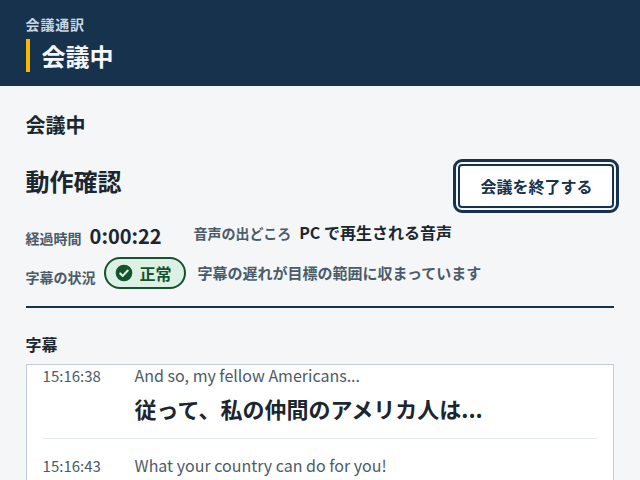 会議通訳
会議中
会議中
動作確認
会議を終了する
経過時間 0:00:22 音声の出どころ PC で再生される音声
字幕の状況 正常 字幕の遅れが目標の範囲に収まっています
字幕
15:16:38 And so, my fellow Americans...
従って、私の仲間のアメリカ人は...
15:16:43 What your country can do for you!